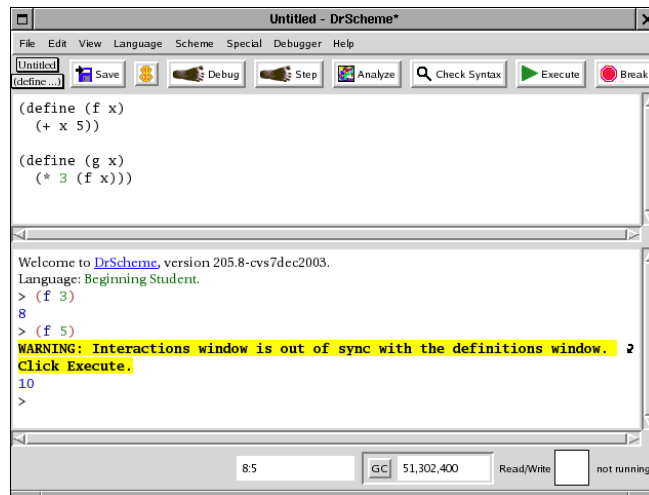 Untitled - DrScheme*
File Edit View Language Scheme Special Debugger Help
Untitled
(define ...)
Save
Debug
Step
Analyze
Check Syntax
Execute
Break
(define (f x)
(+ x 5))
(define (g x)
(* 3 (f x)))
Welcome to DrScheme, version 205.8-cvs7dec2003.
Language: Beginning Student.
> (f 3)
8
> (f 5)
WARNING: Interactions window is out of sync with the definitions window.
Click Execute.
10
>
8:5
GC
51,302,400
Read/Write
not running